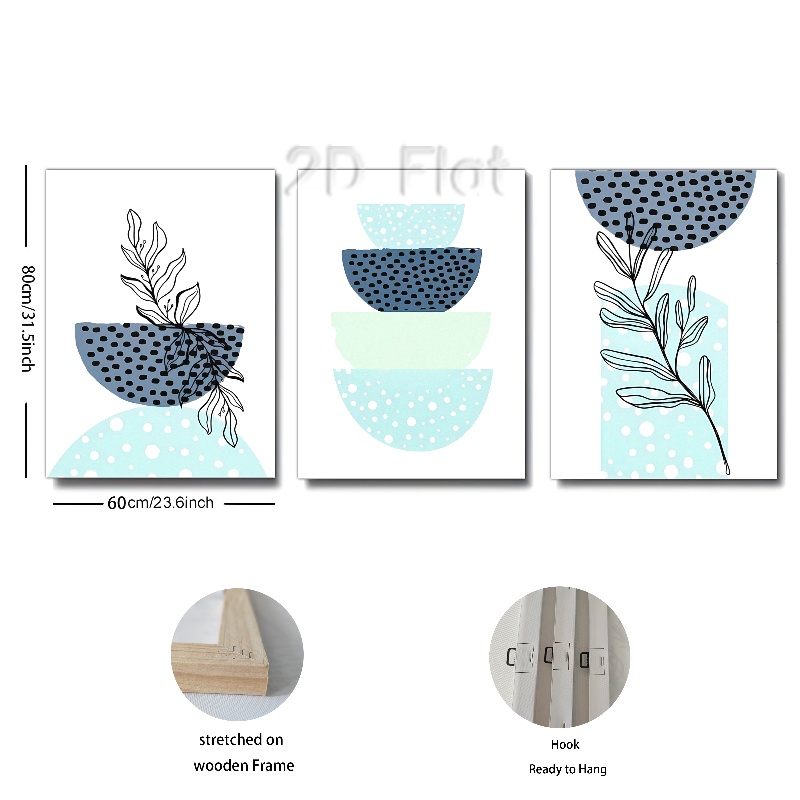 2D Flat
80cm/31.5inch
60cm/23.6inch
stretched on
wooden Frame
Hook
Ready to Hang